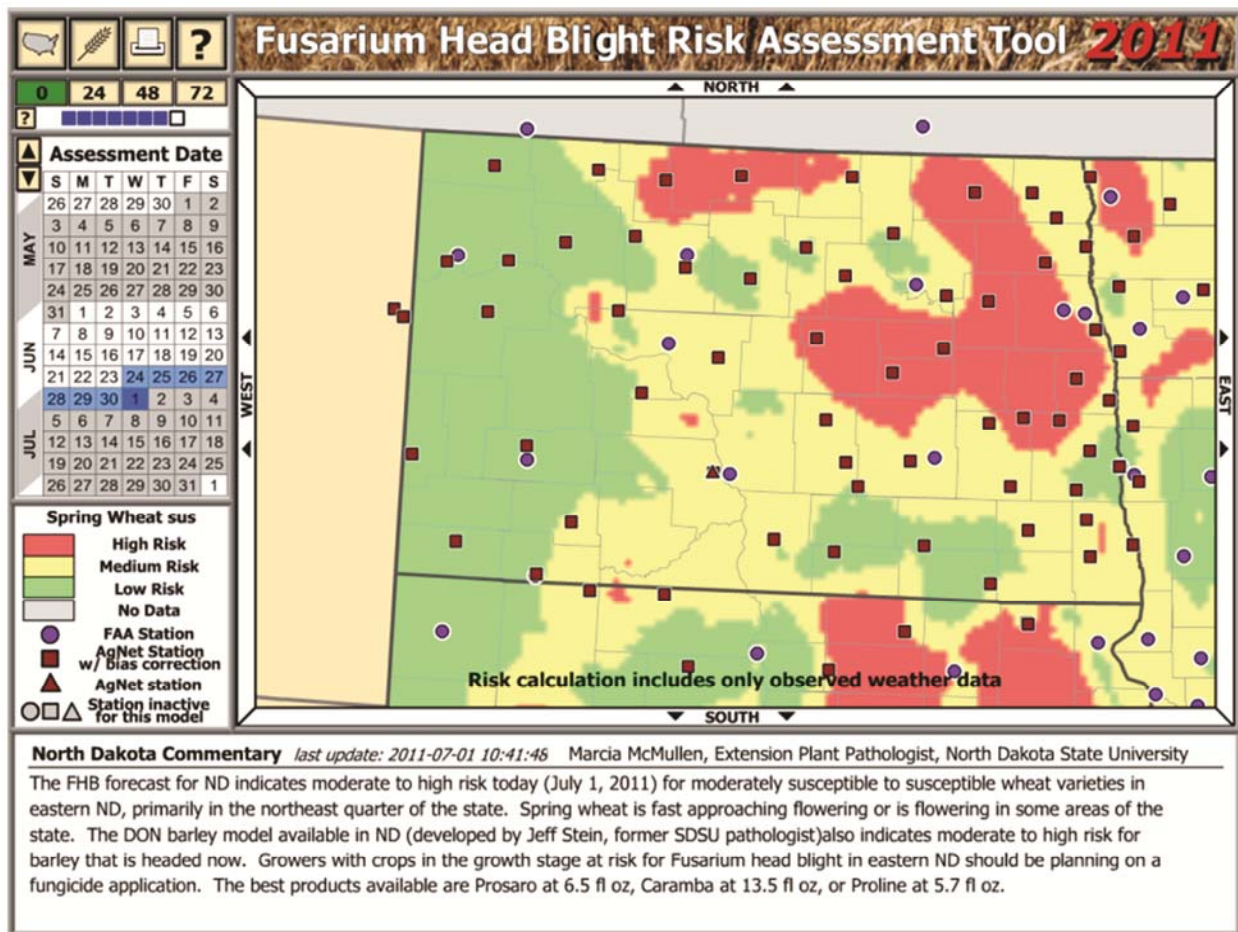 ?
Fusarium Head Blight Risk Assessment Tool 2011
0 24 48 72
?
Assessment Date
S M T W T F S
26 27 28 29 30 1 2
3 4 5 6 7 8 9
10 11 12 13 14 15 16
17 18 19 20 21 22 23
24 25 26 27 28 29 30
31 1 2 3 4 5 6
7 8 9 10 11 12 13
14 15 16 17 18 19 20
21 22 23 24 25 26 27
28 29 30 1 2 3 4
5 6 7 8 9 10 11
12 13 14 15 16 17 18
19 20 21 22 23 24 25
26 27 28 29 30 31 1
MAY
JUN
JUL
Spring Wheat sus
High Risk
Medium Risk
Low Risk
No Data
FAA Station
AgNet Station
w/ bias correction
AgNet station
Station inactive
for this model
NORTH
WEST
EAST
Risk calculation includes only observed weather data
SOUTH
North Dakota Commentary last update: 2011-07-01 10:41:48 Marcia McMullen, Extension Plant Pathologist, North Dakota State University
The FHB forecast for ND indicates moderate to high risk today (July 1, 2011) for moderately susceptible to susceptible wheat varieties in
eastern ND, primarily in the northeast quarter of the state. Spring wheat is fast approaching flowering or is flowering in some areas of the
state. The DON barley model available in ND (developed by Jeff Stein, former SDSU pathologist)also indicates moderate to high risk for
barley that is headed now. Growers with crops in the growth stage at risk for Fusarium head blight in eastern ND should be planning on a
fungicide application. The best products available are Prosaro at 6.5 fl oz, Caramba at 13.5 fl oz, or Proline at 5.7 fl oz.